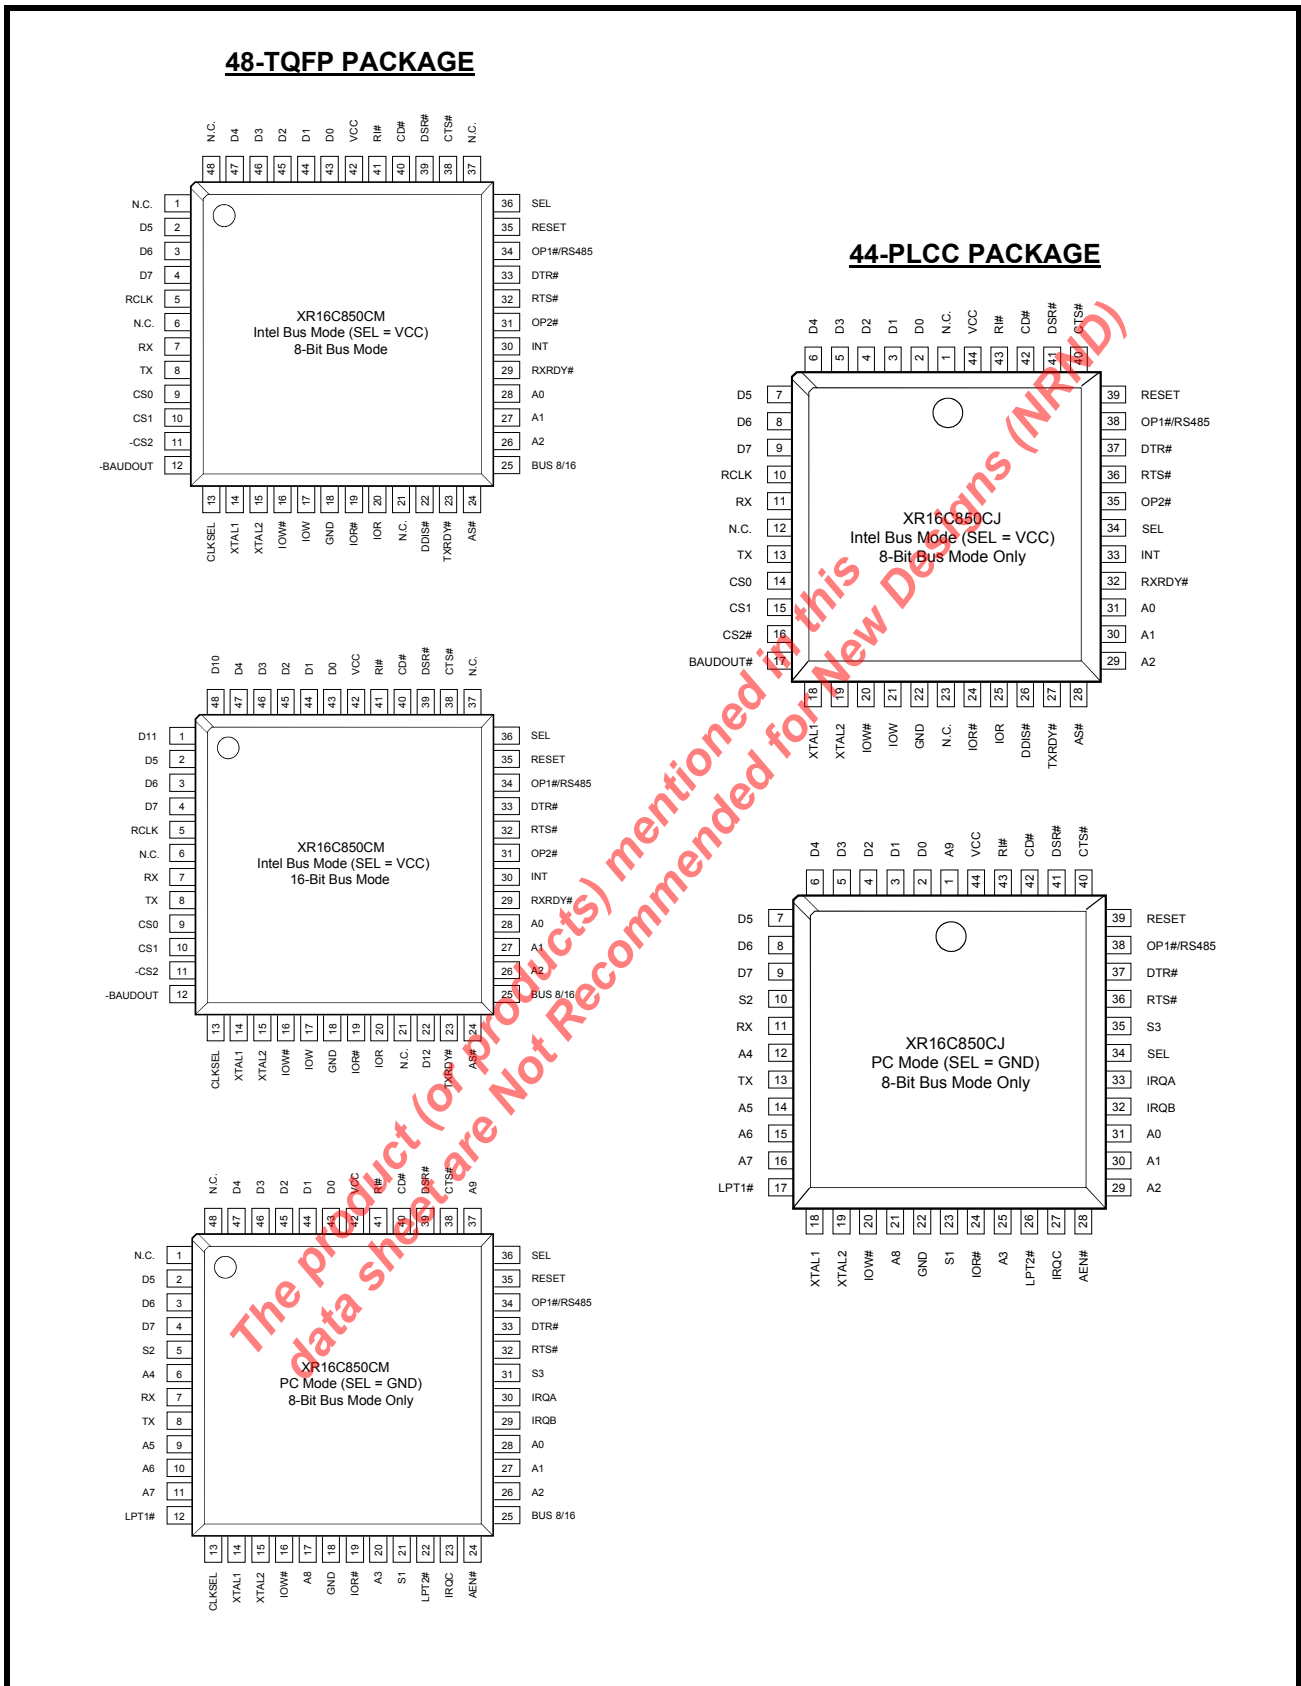 48-TQFP PACKAGE
N.C. D4 D3 D2 D1 D0 VCC RI# CD# DSR# CTS# N.C.
48 47 46 45 44 43 42 41 40 39 38 37
N.C. 1 36 SEL
D5 2 35 RESET
D6 3 34 OP1#/RS485
D7 4 33 DTR#
RCLK 5 32 RTS#
N.C. 6 31 OP2#
RX 7 30 INT
TX 8 29 RXRDY#
CS0 9 28 A0
CS1 10 27 A1
-CS2 11 26 A2
-BAUDOUT 12 25 BUS 8/16
XR16C850CM
Intel Bus Mode (SEL = VCC)
8-Bit Bus Mode
13 14 15 16 17 18 19 20 21 22 23 24
CLKSEL XTAL1 XTAL2 IOW# IOW GND IOR# IOR N.C. DDIS# TXRDY# AS#
D10 D4 D3 D2 D1 D0 VCC RI# CD# DSR# CTS# N.C.
48 47 46 45 44 43 42 41 40 39 38 37
D11 1 36 SEL
D5 2 35 RESET
D6 3 34 OP1#/RS485
D7 4 33 DTR#
RCLK 5 32 RTS#
N.C. 6 31 OP2#
RX 7 30 INT
TX 8 29 RXRDY#
CS0 9 28 A0
CS1 10 27 A1
-CS2 11 26 A2
-BAUDOUT 12 25 BUS 8/16
XR16C850CM
Intel Bus Mode (SEL = VCC)
16-Bit Bus Mode
13 14 15 16 17 18 19 20 21 22 23 24
CLKSEL XTAL1 XTAL2 IOW# IOW GND IOR# IOR N.C. D12 TXRDY# AS#
N.C. D4 D3 D2 D1 D0 VCC RI# CD# DSR# CTS# A9
48 47 46 45 44 43 42 41 40 39 38 37
N.C. 1 36 SEL
D5 2 35 RESET
D6 3 34 OP1#/RS485
D7 4 33 DTR#
S2 5 32 RTS#
A4 6 31 S3
RX 7 30 IRQA
TX 8 29 IRQB
A5 9 28 A0
A6 10 27 A1
A7 11 26 A2
LPT1# 12 25 BUS 8/16
XR16C850CM
PC Mode (SEL = GND)
8-Bit Bus Mode Only
13 14 15 16 17 18 19 20 21 22 23 24
CLKSEL XTAL1 XTAL2 IOW# A8 GND IOR# A3 S1 LPT2# IRQC AEN#
44-PLCC PACKAGE
D4 D3 D2 D1 D0 N.C. VCC RI# CD# DSR# CTS#
6 5 4 3 2 1 44 43 42 41 40
D5 7 39 RESET
D6 8 38 OP1#/RS485
D7 9 37 DTR#
RCLK 10 36 RTS#
RX 11 35 OP2#
N.C. 12 34 SEL
TX 13 33 INT
CS0 14 32 RXRDY#
CS1 15 31 A0
CS2# 16 30 A1
BAUDOUT# 17 29 A2
XR16C850CJ
Intel Bus Mode (SEL = VCC)
8-Bit Bus Mode Only
18 19 20 21 22 23 24 25 26 27 28
XTAL1 XTAL2 IOW# IOW GND N.C. IOR# IOR DDIS# TXRDY# AS#
D4 D3 D2 D1 D0 A9 VCC RI# CD# DSR# CTS#
6 5 4 3 2 1 44 43 42 41 40
D5 7 39 RESET
D6 8 38 OP1#/RS485
D7 9 37 DTR#
S2 10 36 RTS#
RX 11 35 S3
A4 12 34 SEL
TX 13 33 IRQA
A5 14 32 IRQB
A6 15 31 A0
A7 16 30 A1
LPT1# 17 29 A2
XR16C850CJ
PC Mode (SEL = GND)
8-Bit Bus Mode Only
18 19 20 21 22 23 24 25 26 27 28
XTAL1 XTAL2 IOW# A8 GND S1 IOR# A3 LPT2# IRQC AEN#
The product (or products) mentioned in this
data sheet are Not Recommended for New Designs (NRND)